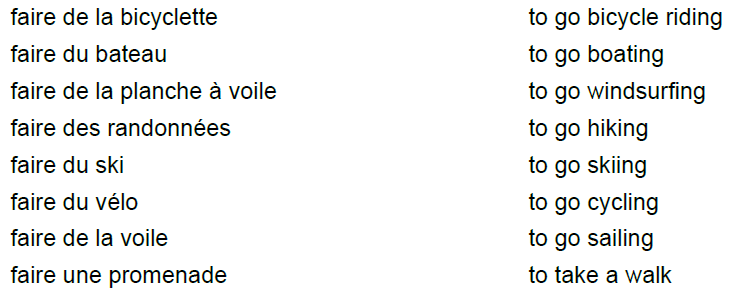 faire de la bicyclette to go bicycle riding
faire du bateau to go boating
faire de la planche à voile to go windsurfing
faire des randonnées to go hiking
faire du ski to go skiing
faire du vélo to go cycling
faire de la voile to go sailing
faire une promenade to take a walk